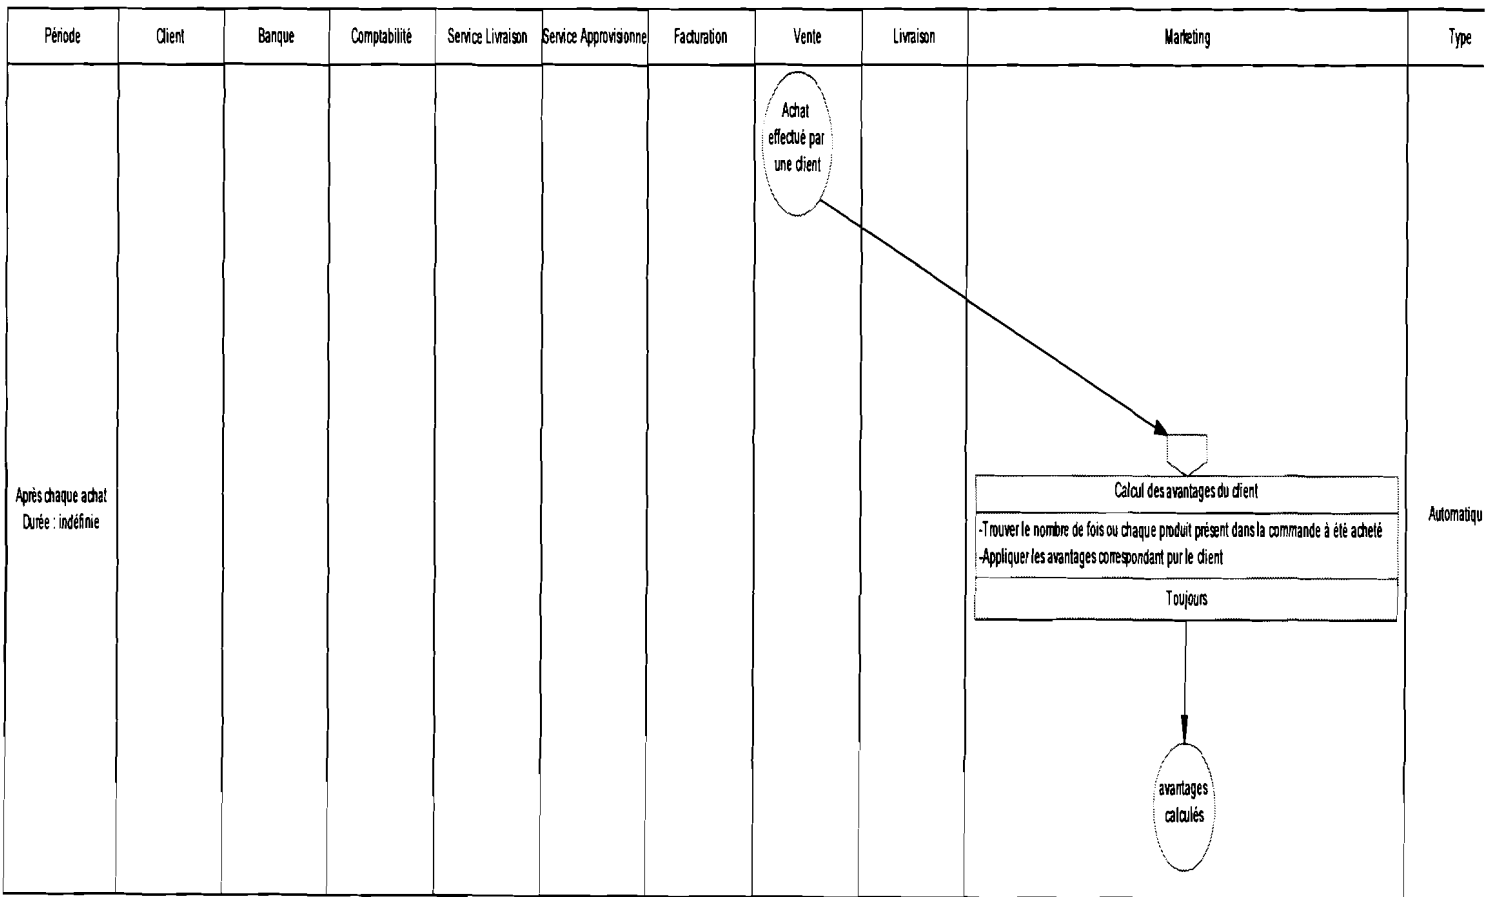 Période
Client
Banque
Comptabilité
Service Livraison
Service Approvisionne
Facturation
Vente
Livraison
Marketing
Type
Achat
effectué par
une client
Après chaque achat
Durée : indéfinie
Calcul des avantages du client
-Trouver le nombre de fois ou chaque produit présent dans la commande à été acheté
-Appliquer les avantages correspondant pur le client
Toujours
Automatiqu
avantages
calculés